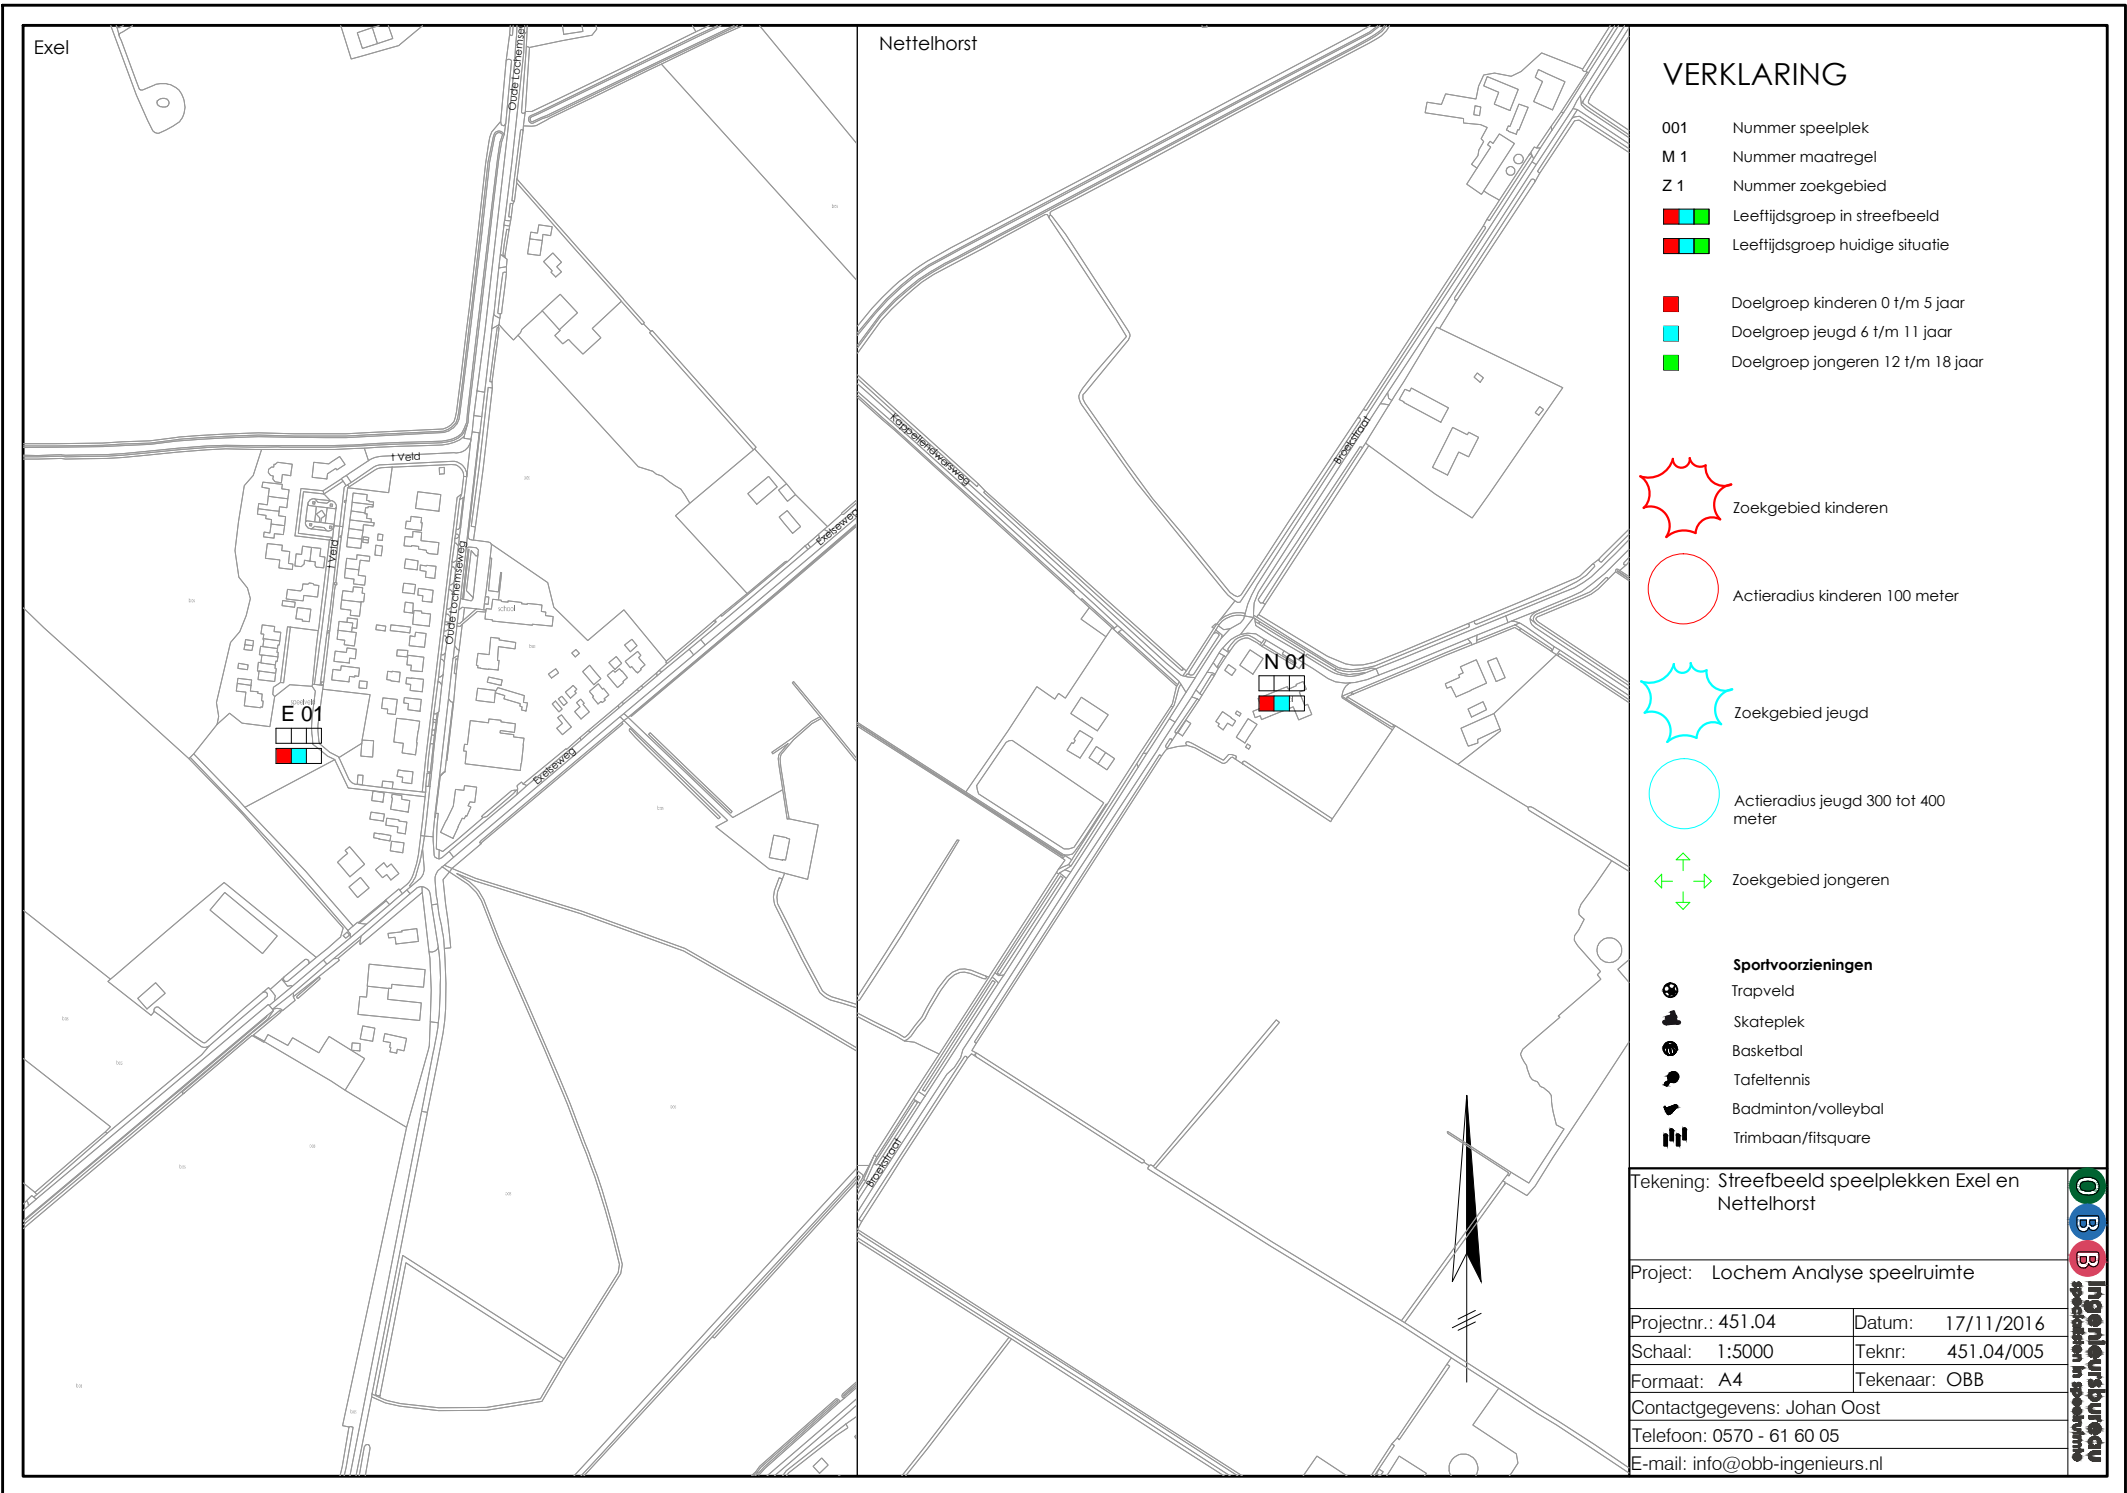 Exel
Oude Lochemse
t Veld
t Veld
Oude Lochemseweg
school
Exelseweg
Exelseweg
speelveld
E 01
Nettelhorst
Broekstraat
N 01
Broekstraat
VERKLARING
001 Nummer speelplek
M 1 Nummer maatregel
Z 1 Nummer zoekgebied
Leeftijdsgroep in streefbeeld
Leeftijdsgroep huidige situatie
Doelgroep kinderen 0 t/m 5 jaar
Doelgroep jeugd 6 t/m 11 jaar
Doelgroep jongeren 12 t/m 18 jaar
Zoekgebied kinderen
Actieradius kinderen 100 meter
Zoekgebied jeugd
Actieradius jeugd 300 tot 400
meter
Zoekgebied jongeren
Sportvoorzieningen
Trapveld
Skateplek
Basketbal
Tafeltennis
Badminton/volleybal
Trimbaan/fitsquare
Tekening: Streefbeeld speelplekken Exel en
Nettelhorst
Project: Lochem Analyse speelruimte
Projectnr.: 451.04 Datum: 17/11/2016
Schaal: 1:5000 Teknr: 451.04/005
Formaat: A4 Tekenaar: OBB
Contactgegevens: Johan Oost
Telefoon: 0570 - 61 60 05
E-mail: info@obb-ingenieurs.nl
OBB
Ingenieursbureau
specialisten in speelruimte